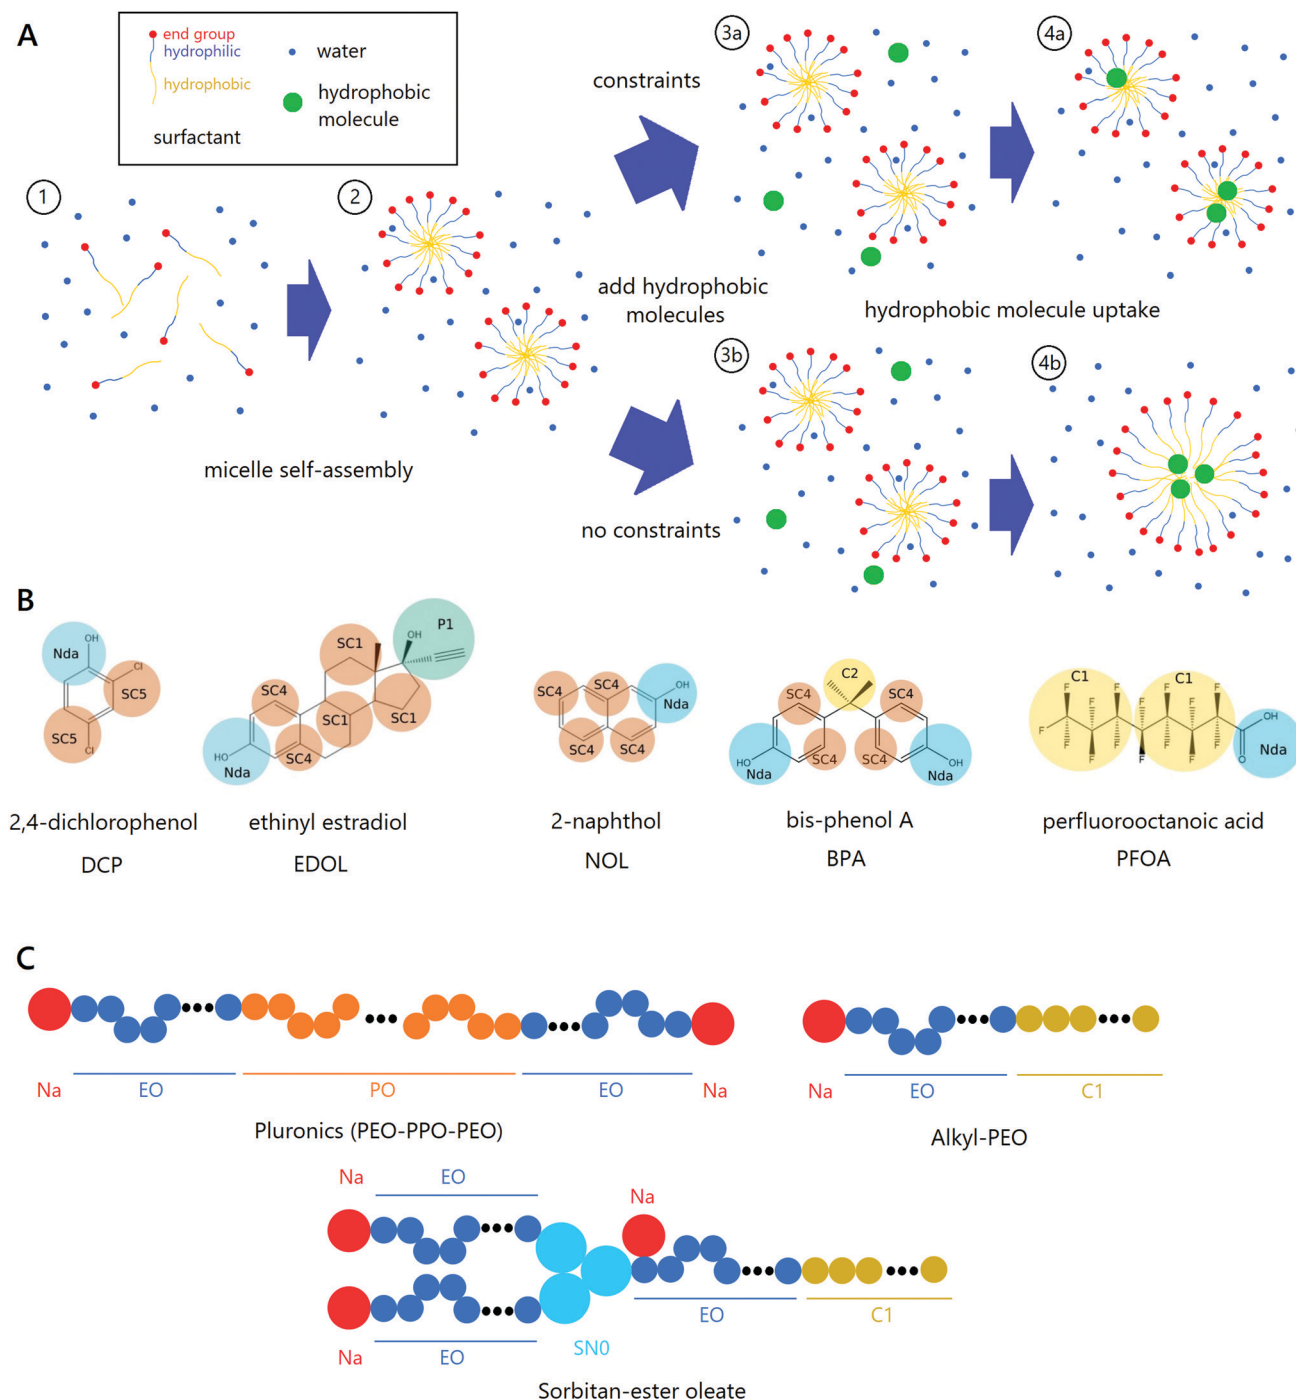 A
end group
hydrophilic
hydrophobic
surfactant
water
hydrophobic
molecule
1
2
constraints
3a
4a
add hydrophobic
molecules
hydrophobic molecule uptake
3b
4b
micelle self-assembly
no constraints
B
OH
Nda
Cl
SC5
SC5
Cl
2,4-dichlorophenol
DCP
P1
OH
SC1
SC4
SC1
SC1
HO
SC4
Nda
ethinyl estradiol
EDOL
SC4
SC4
OH
Nda
SC4
SC4
2-naphthol
NOL
C2
SC4
SC4
HO
Nda
SC4
SC4
OH
Nda
bis-phenol A
BPA
C1
C1
F F F F F F F
F
OH
F F F F F F F
O
Nda
perfluorooctanoic acid
PFOA
C
Na
EO
PO
EO
Na
Pluronics (PEO-PPO-PEO)
Na
EO
C1
Alkyl-PEO
Na
EO
Na
Na
EO
SN0
EO
C1
Sorbitan-ester oleate